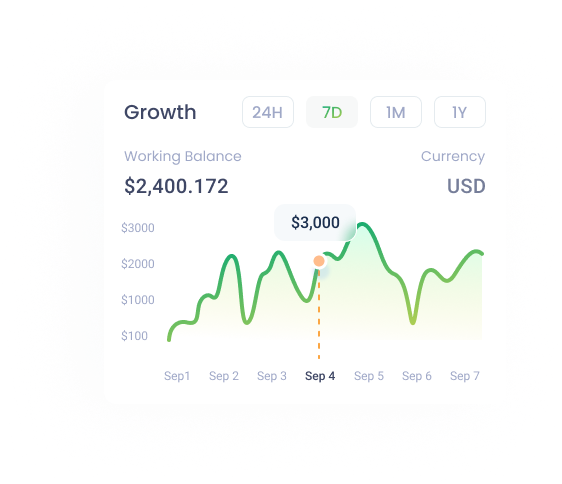 Growth 24H 7D 1M 1Y
Working Balance Currency
$2,400.172 USD
$3,000
$3000
$2000
$1000
$100
Sep1 Sep 2 Sep 3 Sep 4 Sep 5 Sep 6 Sep 7